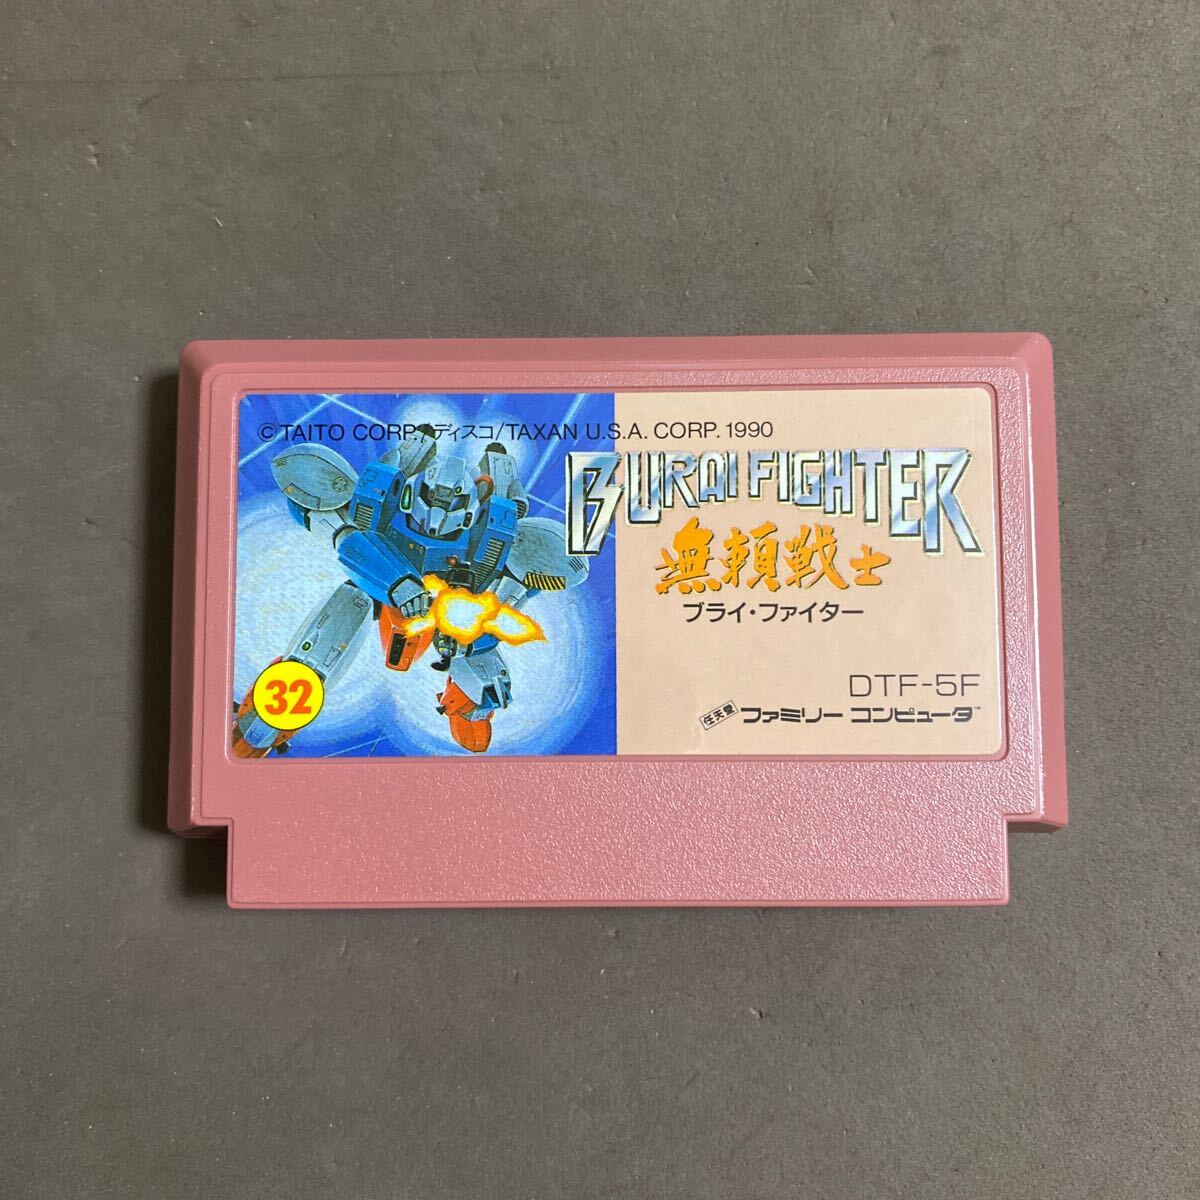 ©TAITO CORP./ディスコ/TAXAN U.S.A. CORP. 1990
BURAI FIGHTER
無頼戦士
ブライ・ファイター
32
DTF-5F
任天堂 ファミリー コンピュータ™